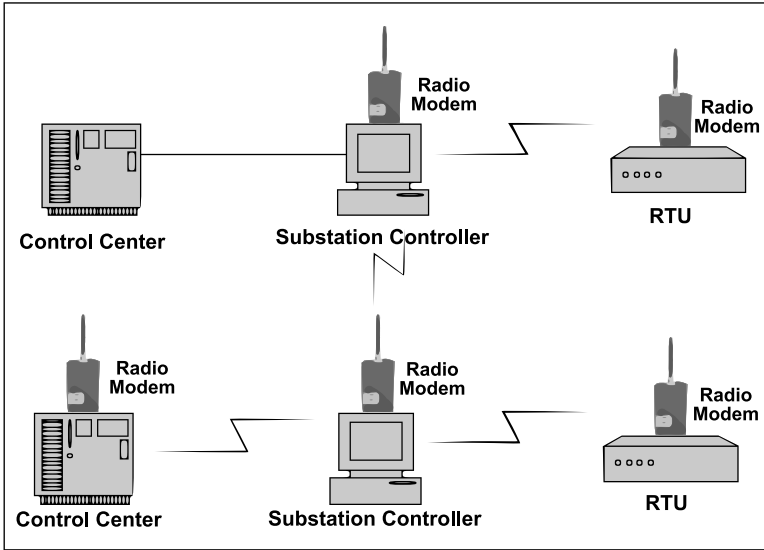 Radio
Modem
Radio
Modem
Control Center
Substation Controller
RTU
Radio
Modem
Radio
Modem
Radio
Modem
Control Center
Substation Controller
RTU